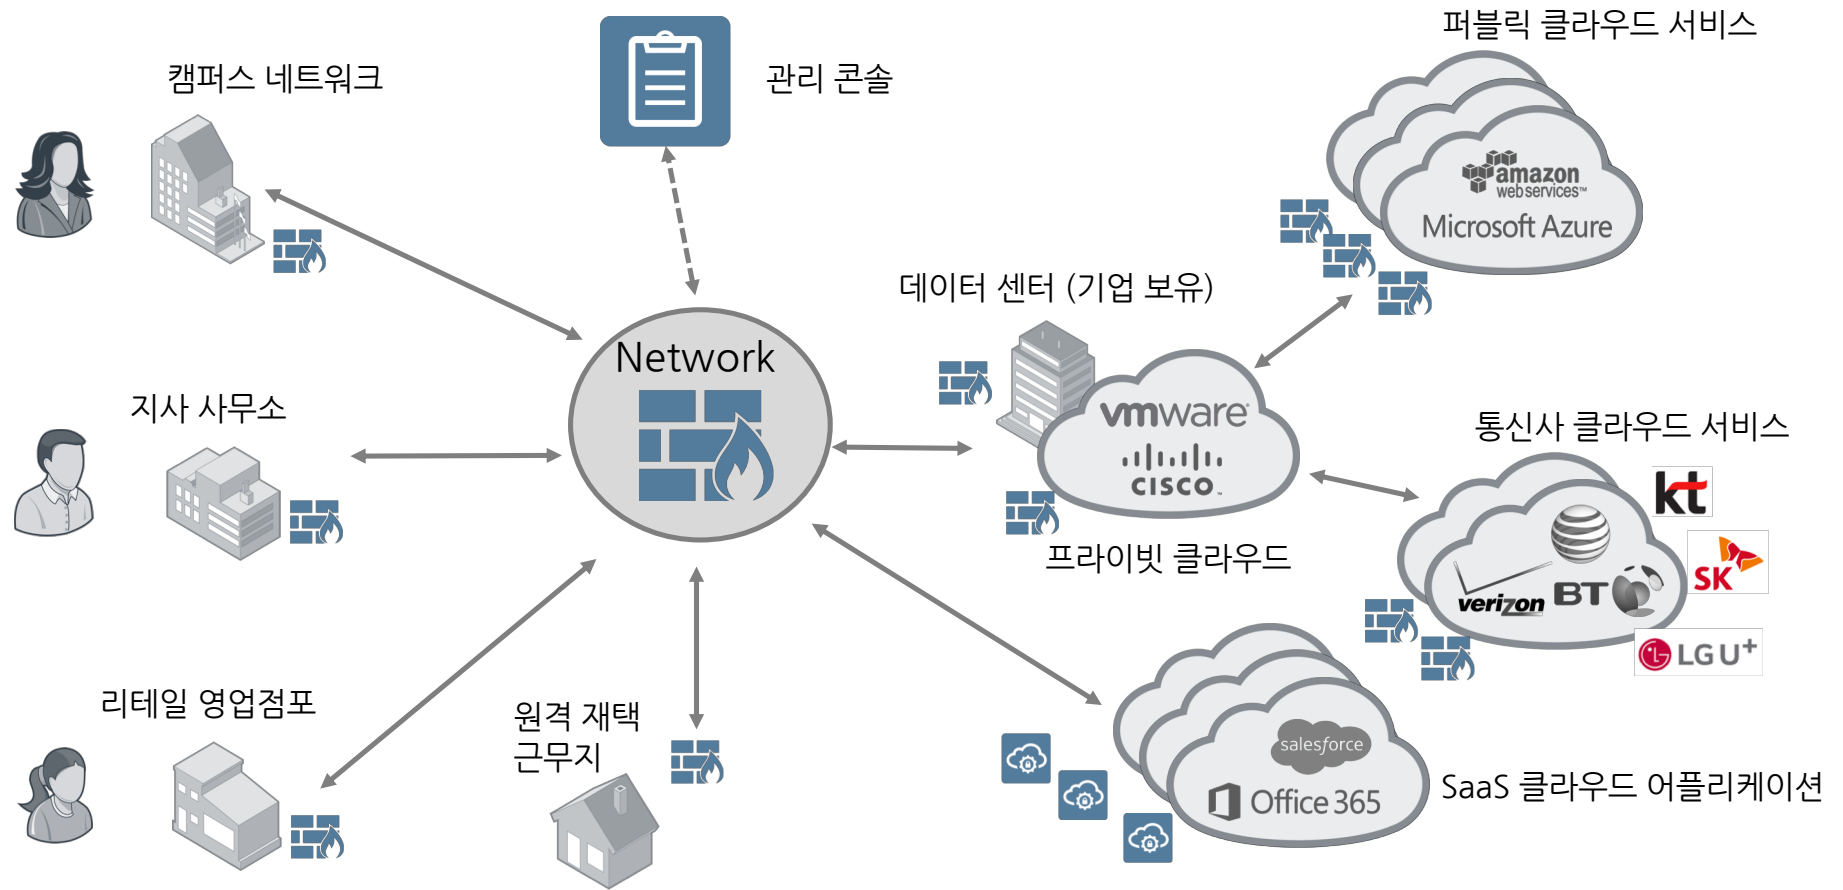 퍼블릭 클라우드 서비스
캠퍼스 네트워크
관리 콘솔
amazon
web services™
Microsoft Azure
데이터 센터 (기업 보유)
Network
지사 사무소
vmware
CISCO
통신사 클라우드 서비스
kt
프라이빗 클라우드
SK
verizon
BT
LG U+
리테일 영업점포
원격 재택
근무지
salesforce
Office 365
SaaS 클라우드 어플리케이션